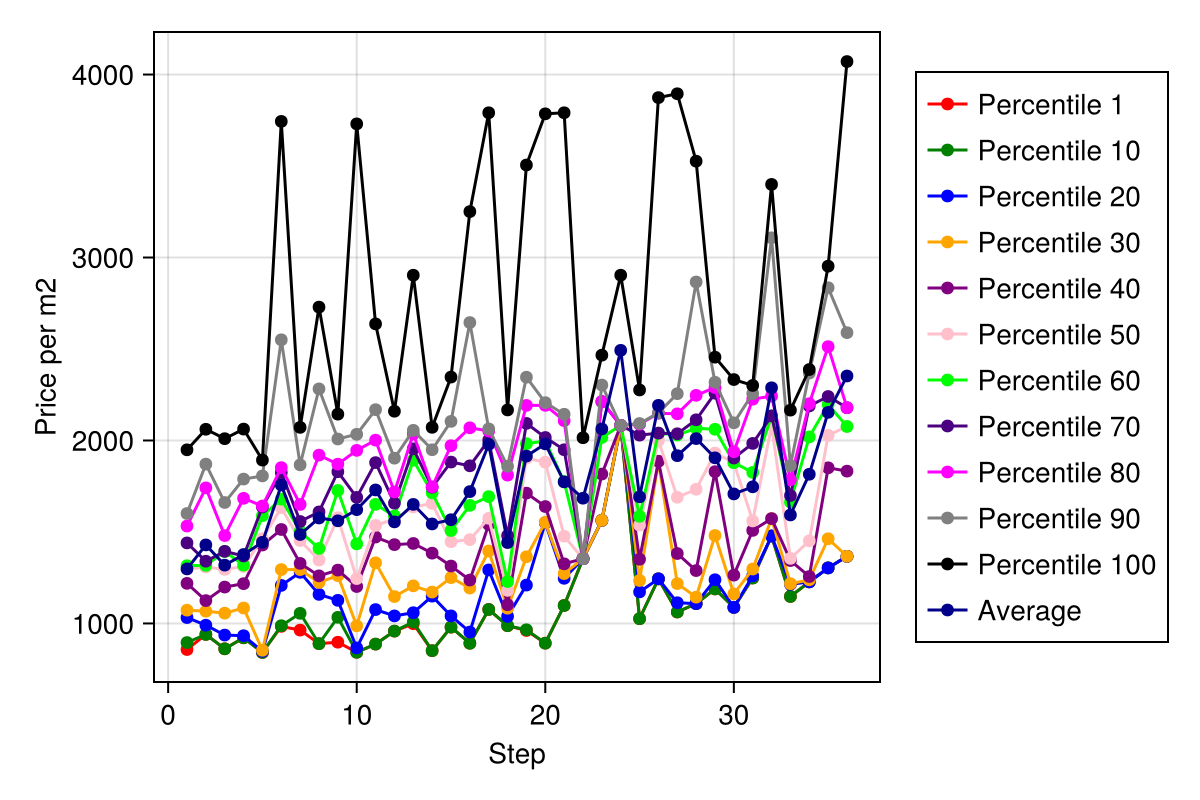 4000
3000
2000
1000
Price per m2
0 10 20 30
Step
Percentile 1
Percentile 10
Percentile 20
Percentile 30
Percentile 40
Percentile 50
Percentile 60
Percentile 70
Percentile 80
Percentile 90
Percentile 100
Average